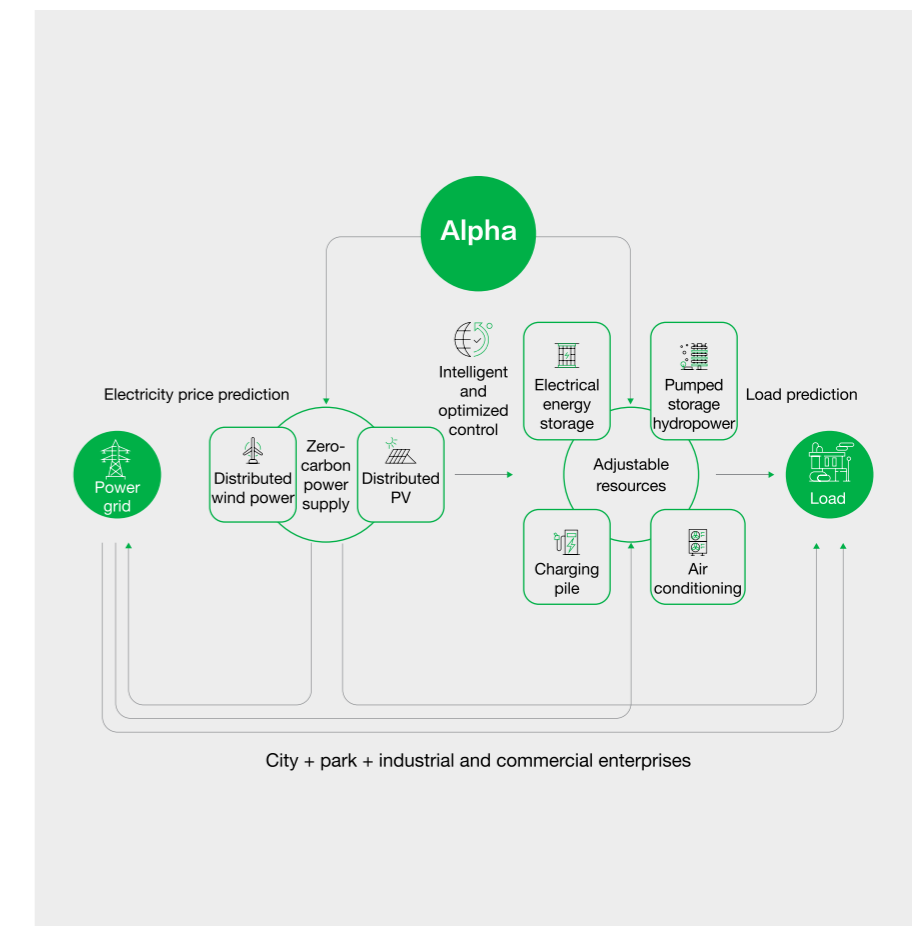 Alpha
Intelligent
and
optimized
control
Electrical
energy
storage
Pumped
storage
hydropower
Electricity price prediction
Load prediction
Power
grid
Distributed
wind power
Zero-
carbon
power
supply
Distributed
PV
Adjustable
resources
Load
Charging
pile
Air
conditioning
City + park + industrial and commercial enterprises